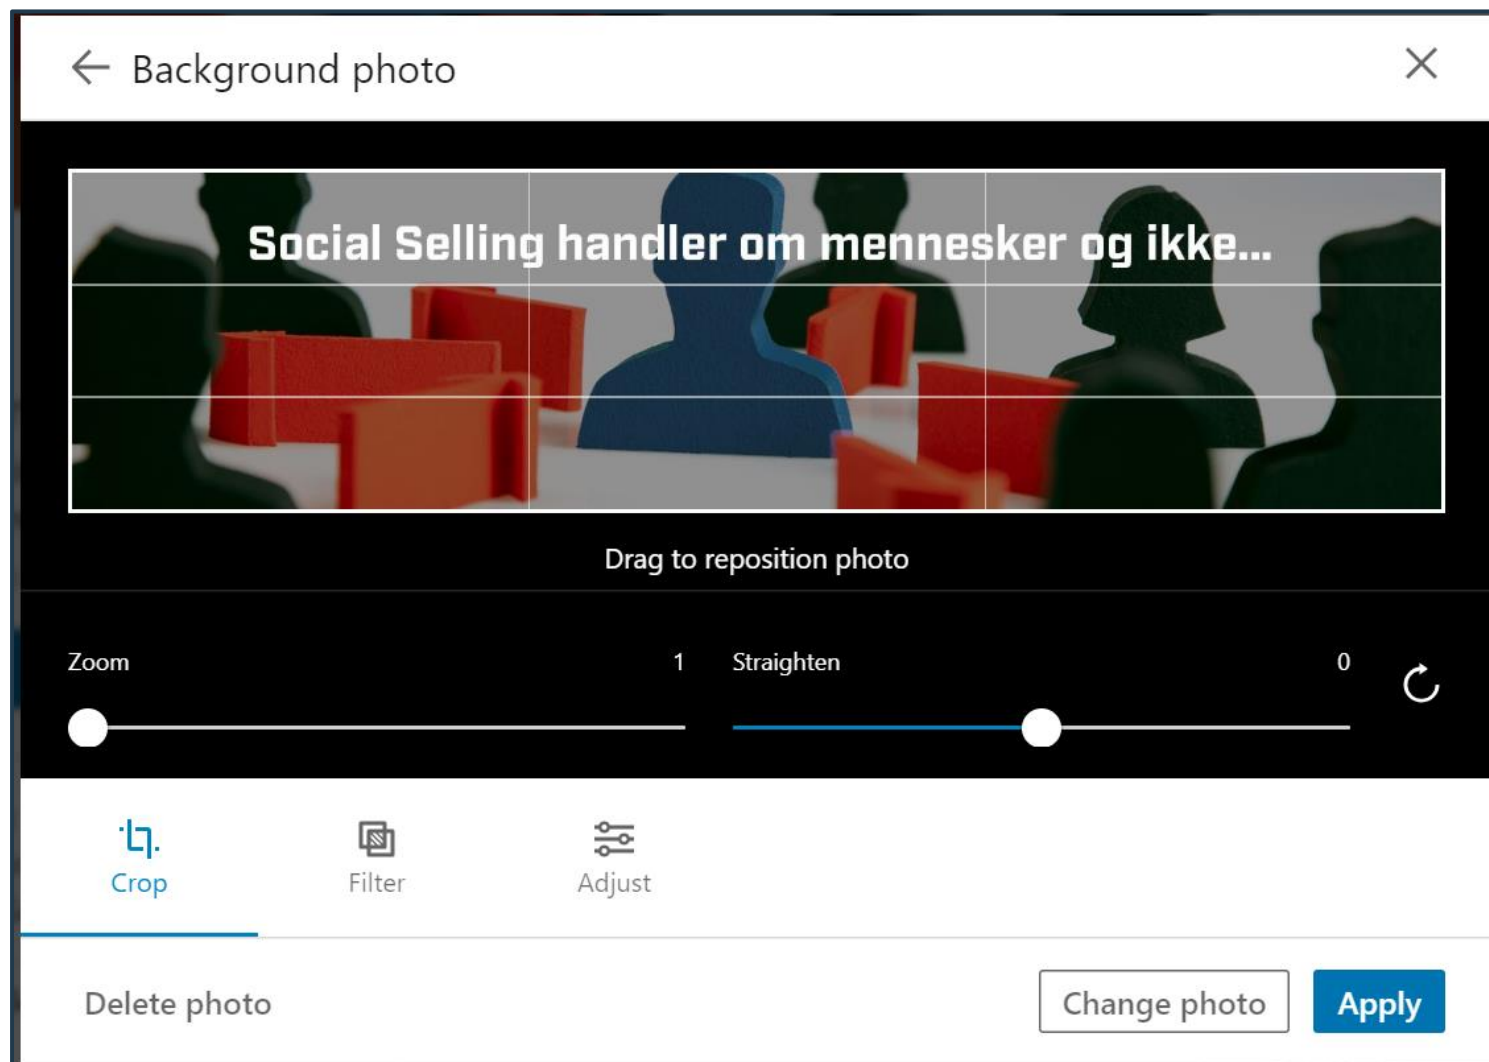 Background photo
Social Selling handler om mennesker og ikke...
Drag to reposition photo
Zoom 1 Straighten 0
Crop Filter Adjust
Delete photo Change photo Apply